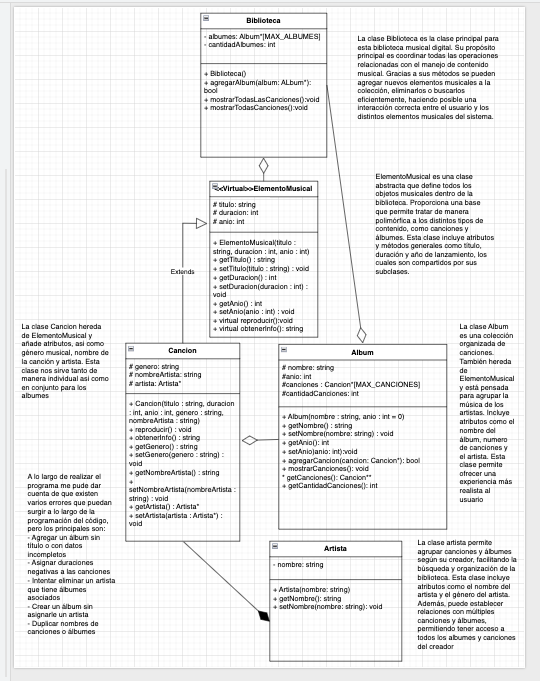 Biblioteca
- albumes: Album*[MAX_ALBUMES]
- cantidadAlbumes: int
+ Biblioteca()
+ agregarAlbum(album: ALbum*):
bool
+ mostrarTodasLasCanciones():void
+ mostrarTodasCanciones():void
La clase Biblioteca es la clase principal para
esta biblioteca musical digital. Su propósito
principal es coordinar todas las operaciones
relacionadas con el manejo de contenido
musical. Gracias a sus métodos se pueden
agregar nuevos elementos musicales a la
colección, eliminarlos o buscarlos
eficientemente, haciendo posible una
interacción correcta entre el usuario y los
distintos elementos musicales del sistema.
<<Virtual>>ElementoMusical
# titulo: string
# duracion: int
# anio: int
+ ElementoMusical(titulo :
string, duracion : int, anio : int)
+ getTitulo() : string
+ setTitulo(titulo : string) : void
+ getDuracion() : int
+ setDuracion(duracion : int) :
void
+ getAnio() : int
+ setAnio(anio : int) : void
+ virtual reproducir():void
+ virtual obtenerInfo(): string
ElementoMusical es una clase
abstracta que define todos los
objetos musicales dentro de la
biblioteca. Proporciona una base
que permite tratar de manera
polimórfica a los distintos tipos de
contenido, como canciones y
álbumes. Esta clase incluye atributos
y métodos generales como título,
duración y año de lanzamiento, los
cuales son compartidos por sus
subclases.
Extends
La clase Cancion hereda
de ElementoMusical y
añade atributos, asi como
género musical, nombre de
la canción y artista. Esta
clase nos sirve tanto de
manera individual asi como
en conjunto para los
albumes
Cancion
# genero: string
# nombreArtista: string
# artista: Artista*
+ Cancion(titulo : string, duracion
: int, anio : int, genero : string,
nombreArtista : string)
+ reproducir() : void
+ obtenerInfo() : string
+ getGenero() : string
+ setGenero(genero : string) :
void
+ getNombreArtista() : string
+
setNombreArtista(nombreArtista :
string) : void
+ getArtista() : Artista*
+ setArtista(artista : Artista*) :
void
Album
# nombre: string
#anio: int
#canciones : Cancion*[MAX_CANCIONES]
#cantidadCanciones: int
+ Album(nombre : string, anio : int = 0)
+ getNombre() : string
+ setNombre(nombre: string) : void
+ getAnio(): int
+ setAnio(anio: int):void
+ agregarCancion(cancion: Cancion*): bool
+ mostrarCanciones(): void
* getCanciones(): Cancion**
+ getCantidadCanciones(): int
La clase Album
es una colección
organizada de
canciones.
También hereda
de
ElementoMusical
y está pensada
para agrupar la
música de los
artistas. Incluye
atributos como el
nombre del
álbum, numero
de canciones y
el artista. Esta
clase permite
ofrecer una
experiencia más
realista al
usuario
A lo largo de realizar el
programa me pude dar
cuenta de que existen
varios errores que puedan
surgir a lo largo de la
programación del código,
pero los principales son:
- Agregar un álbum sin
título o con datos
incompletos
- Asignar duraciones
negativas a las canciones
- Intentar eliminar un artista
que tiene álbumes
asociados
- Crear un álbum sin
asignarle un artista
- Duplicar nombres de
canciones o álbumes
Artista
- nombre: string
+ Artista(nombre: string)
+ getNombre(): string
+ setNombre(nombre: string): void
La clase artista permite
agrupar canciones y álbumes
según su creador, facilitando la
búsqueda y organización de la
biblioteca. Esta clase incluye
atributos como el nombre del
artista y el género del artista.
Además, puede establecer
relaciones con múltiples
canciones y álbumes,
permitiendo tener acceso a
todos los albumes y canciones
del creador